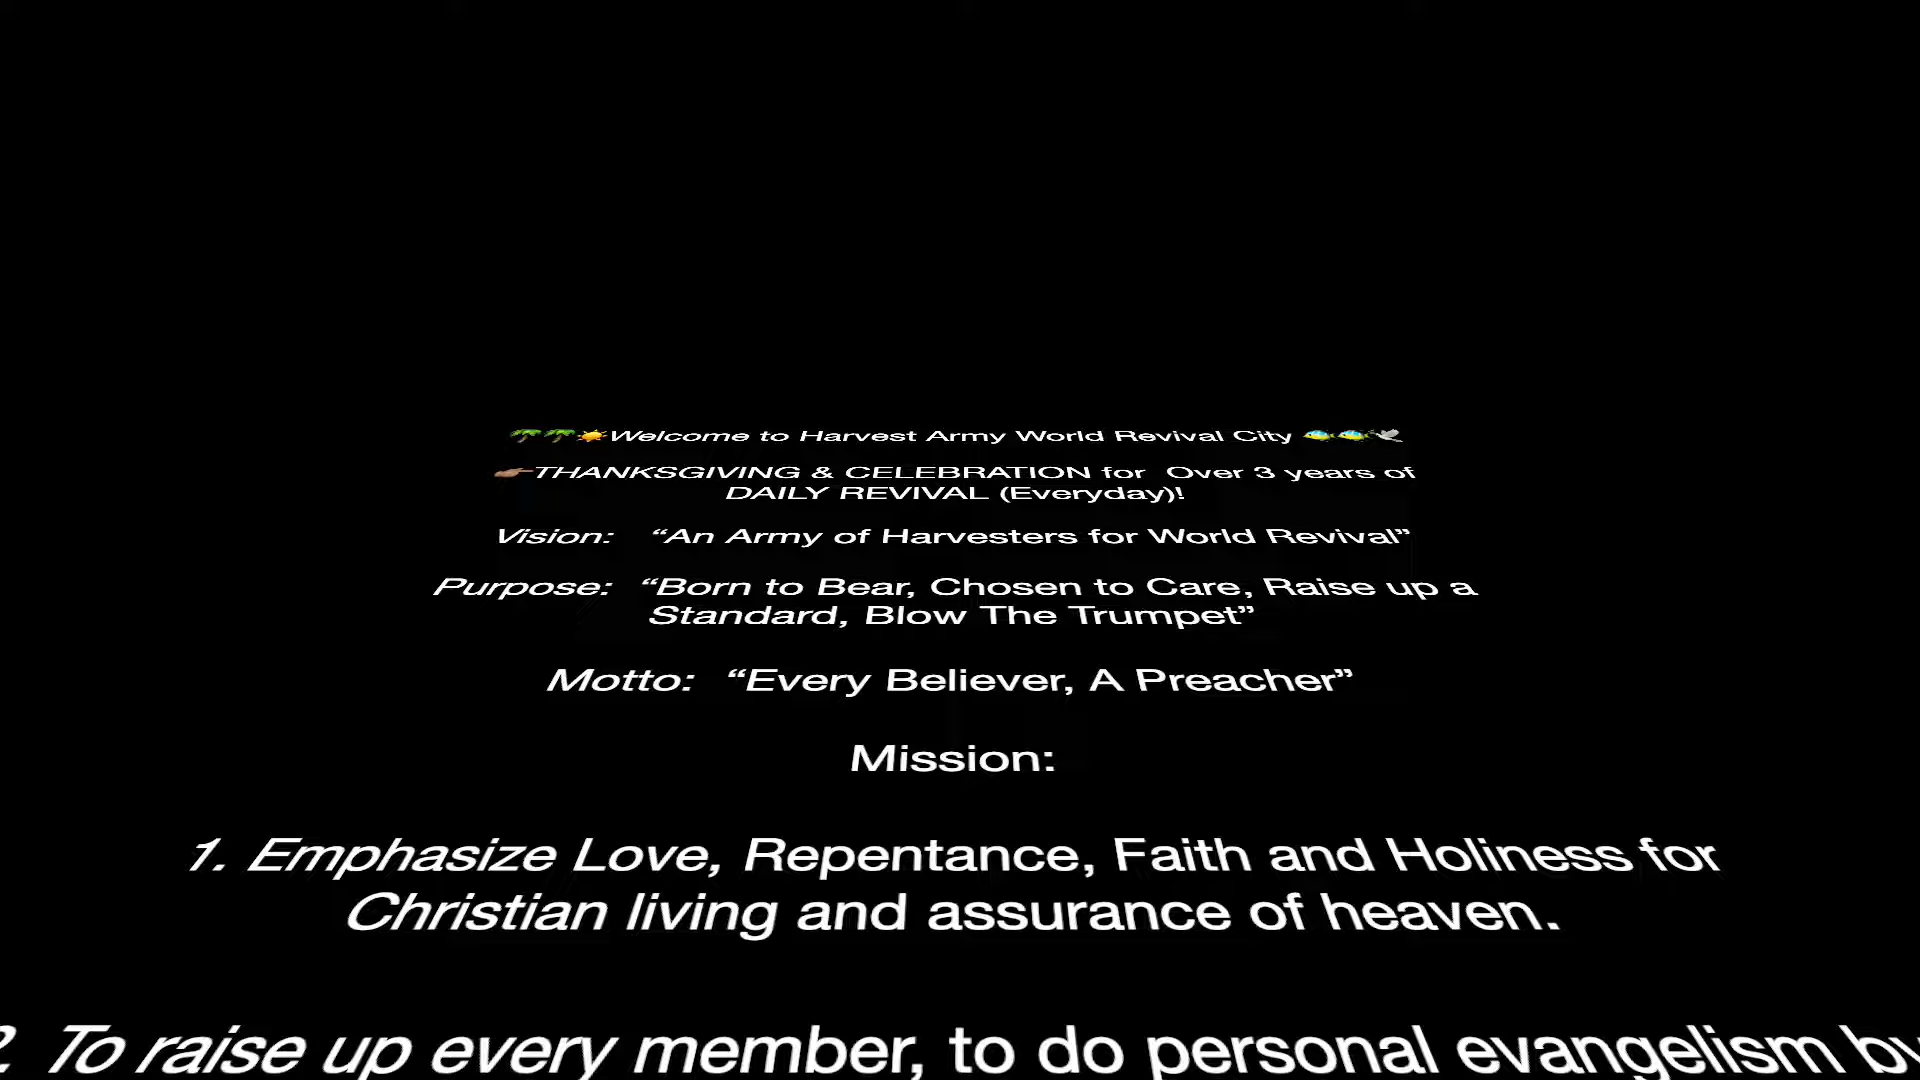 🌴🌴☀️Welcome to Harvest Army World Revival City 🐠🐠🕊
👉🏽THANKSGIVING & CELEBRATION for Over 3 years of
DAILY REVIVAL (Everyday)!
Vision: “An Army of Harvesters for World Revival”
Purpose: “Born to Bear, Chosen to Care, Raise up a
Standard, Blow The Trumpet”
Motto: “Every Believer, A Preacher”
Mission:
1. Emphasize Love, Repentance, Faith and Holiness for
Christian living and assurance of heaven.
2. To raise up every member, to do personal evangelism by